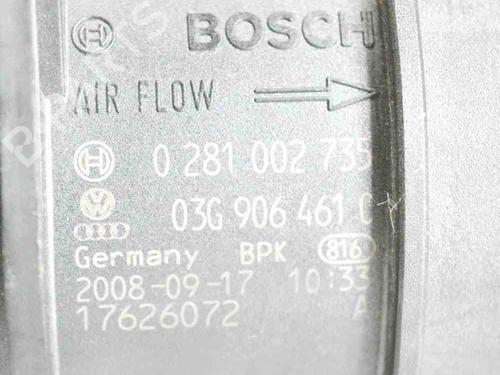 BOSCH
AIR FLOW
0 281 002 735
03G 906 461 C
Germany BPK 816
2008-09-17 10:33
17626072 A